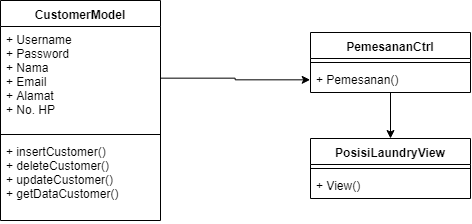 CustomerModel
+ Username
+ Password
+ Nama
+ Email
+ Alamat
+ No. HP
+ insertCustomer()
+ deleteCustomer()
+ updateCustomer()
+ getDataCustomer()
PemesananCtrl
+ Pemesanan()
PosisiLaundryView
+ View()